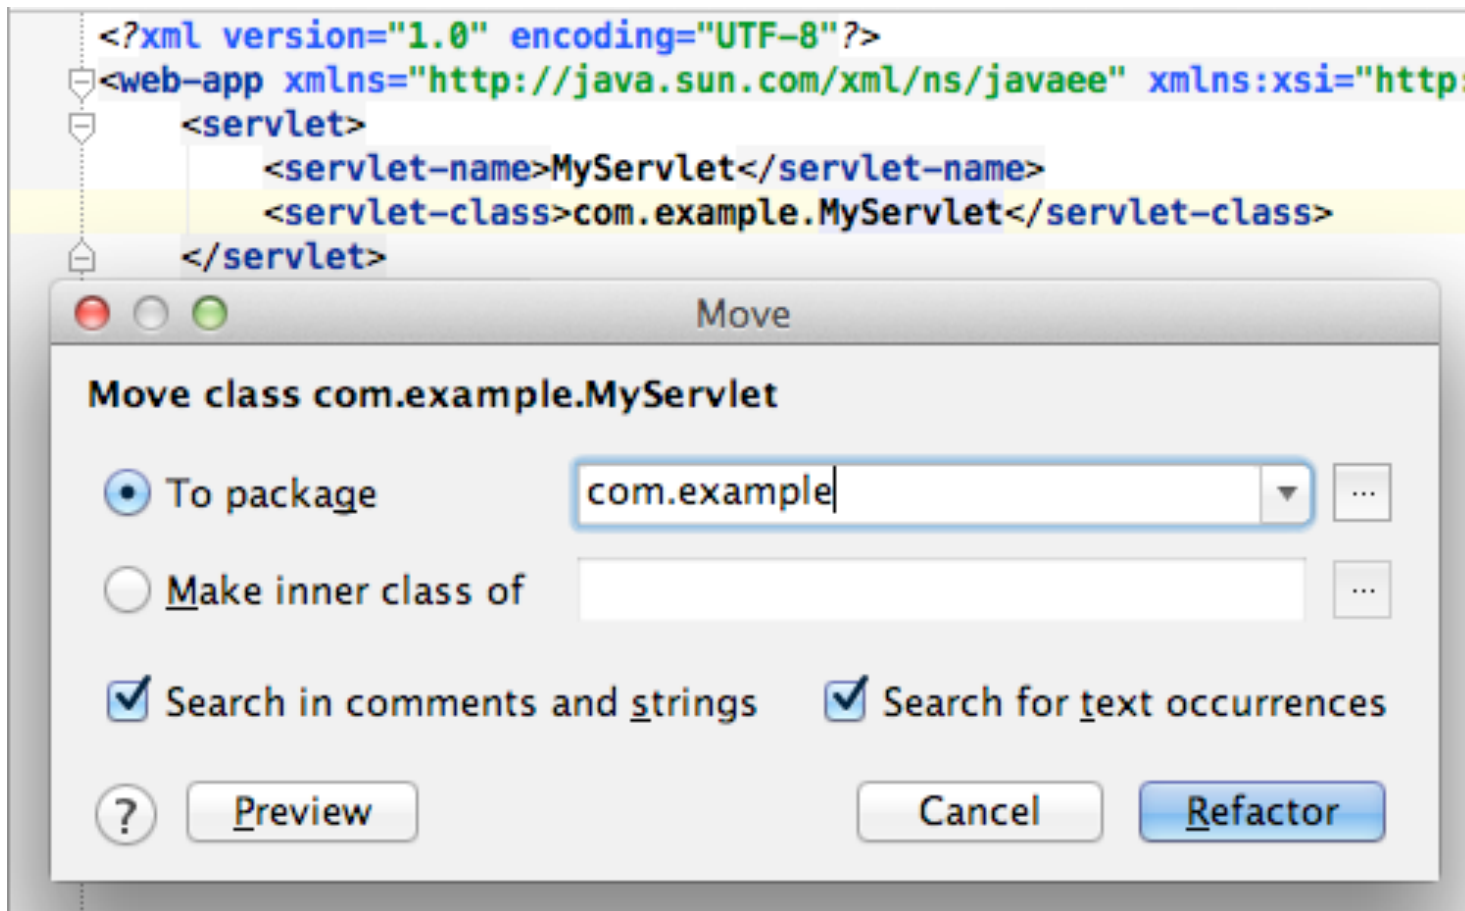 <?xml version="1.0" encoding="UTF-8"?>
<web-app xmlns="http://java.sun.com/xml/ns/javaee" xmlns:xsi="http:
<servlet>
<servlet-name>MyServlet</servlet-name>
<servlet-class>com.example.MyServlet</servlet-class>
</servlet>
Move
Move class com.example.MyServlet
To package com.example ...
Make inner class of ...
Search in comments and strings Search for text occurrences
? Preview Cancel Refactor